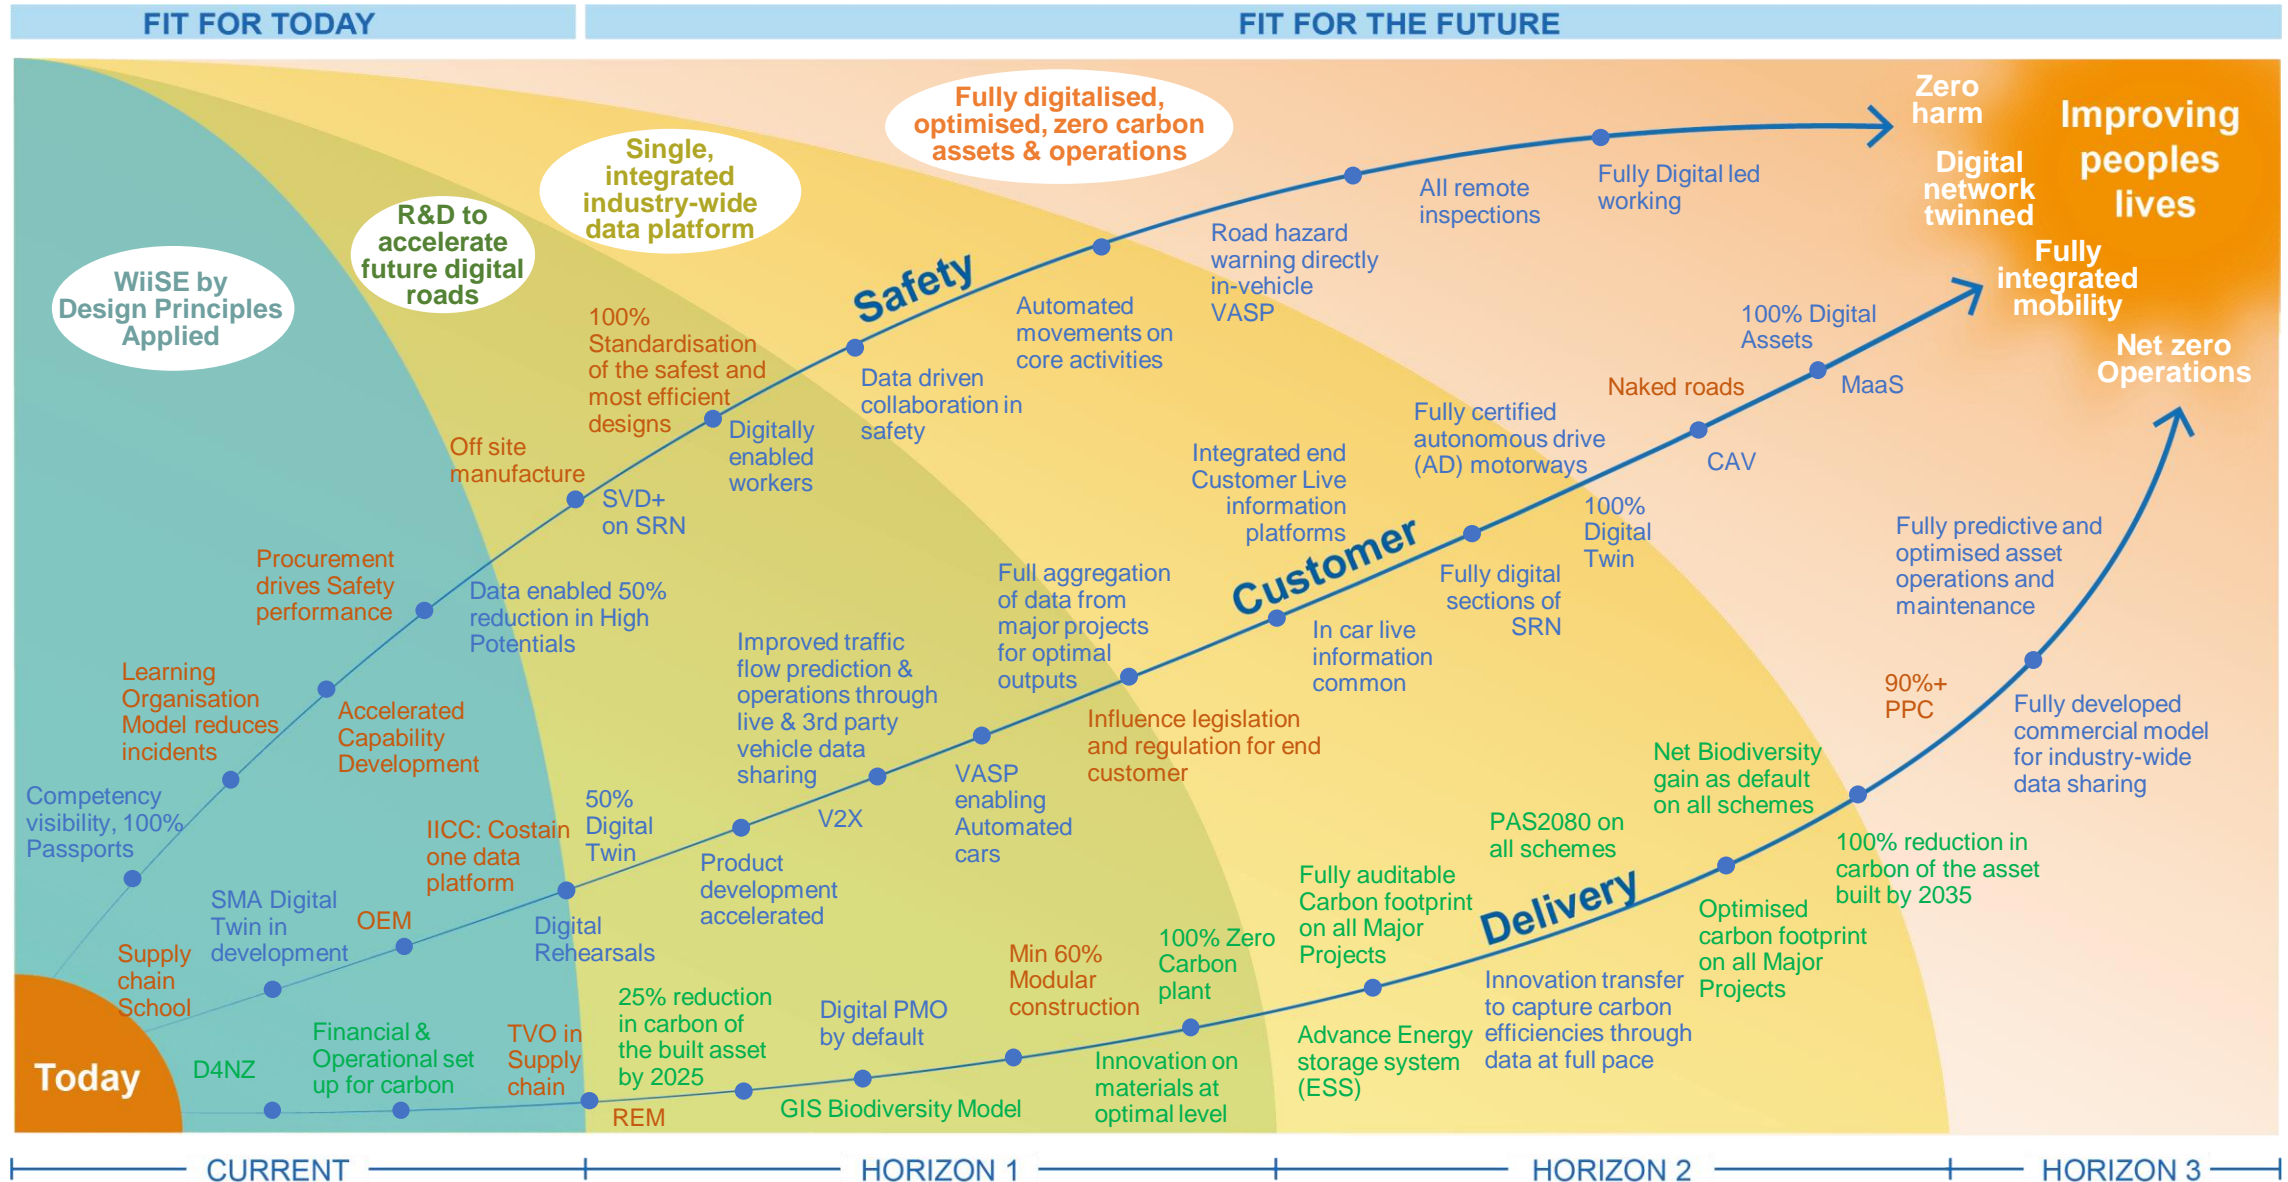 FIT FOR TODAY
FIT FOR THE FUTURE
WiiSE by
Design Principles
Applied
R&D to
accelerate
future digital
roads
Single,
integrated
industry-wide
data platform
Fully digitalised,
optimised, zero carbon
assets & operations
Zero
harm
Digital
network
twinned
Fully
integrated
mobility
Net zero
Operations
Improving
peoples
lives
Safety
Competency
visibility, 100%
Passports
Learning
Organisation
Model reduces
incidents
Accelerated
Capability
Development
Procurement
drives Safety
performance
Data enabled 50%
reduction in High
Potentials
Off site
manufacture
SVD+
on SRN
100%
Standardisation
of the safest and
most efficient
designs
Digitally
enabled
workers
Data driven
collaboration in
safety
Automated
movements on
core activities
Road hazard
warning directly
in-vehicle
VASP
All remote
inspections
Fully Digital led
working
Customer
Supply
chain
School
SMA Digital
Twin in
development
OEM
IICC: Costain
one data
platform
50%
Digital
Twin
Digital
Rehearsals
Product
development
accelerated
Improved traffic
flow prediction &
operations through
live & 3rd party
vehicle data
sharing
V2X
VASP
enabling
Automated
cars
Full aggregation
of data from
major projects
for optimal
outputs
Influence legislation
and regulation for end
customer
Integrated end
Customer Live
information
platforms
In car live
information
common
Fully certified
autonomous drive
(AD) motorways
Fully digital
sections of
SRN
100%
Digital
Twin
Naked roads
CAV
100% Digital
Assets
MaaS
Delivery
D4NZ
Financial &
Operational set
up for carbon
TVO in
Supply
chain
REM
25% reduction
in carbon of
the built asset
by 2025
GIS Biodiversity Model
Digital PMO
by default
Min 60%
Modular
construction
Innovation on
materials at
optimal level
100% Zero
Carbon
plant
Fully auditable
Carbon footprint
on all Major
Projects
Advance Energy
storage system
(ESS)
PAS2080 on
all schemes
Innovation transfer
to capture carbon
efficiencies through
data at full pace
Net Biodiversity
gain as default
on all schemes
Optimised
carbon footprint
on all Major
Projects
90%+
PPC
100% reduction in
carbon of the asset
built by 2035
Fully predictive and
optimised asset
operations and
maintenance
Fully developed
commercial model
for industry-wide
data sharing
Today
CURRENT
HORIZON 1
HORIZON 2
HORIZON 3